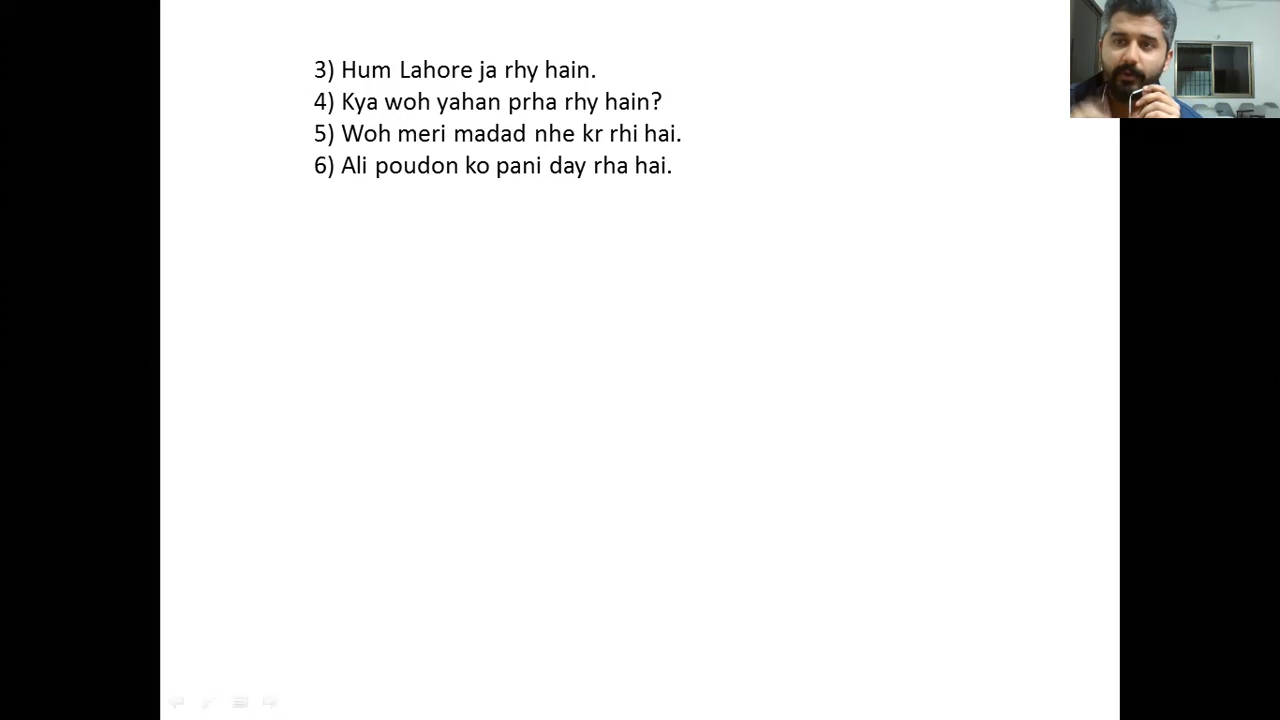 3) Hum Lahore ja rhy hain.
4) Kya woh yahan prha rhy hain?
5) Woh meri madad nhe kr rhi hai.
6) Ali poudon ko pani day rha hai.